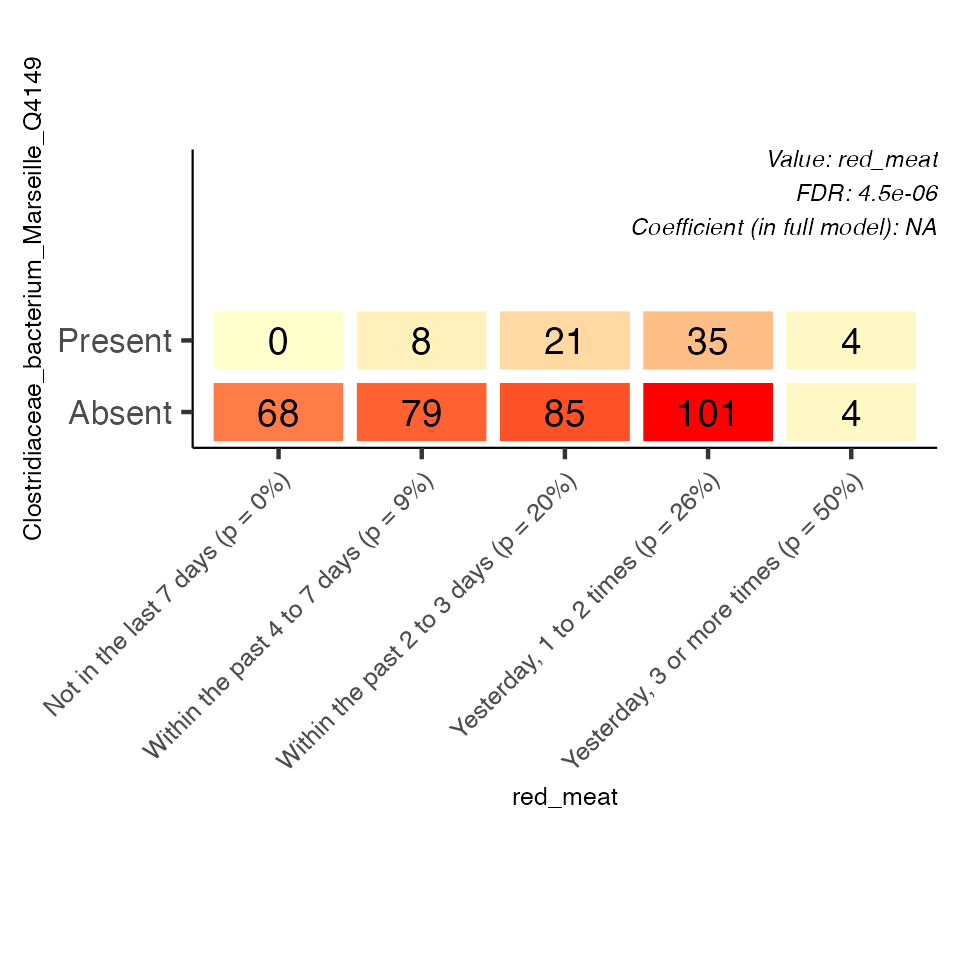 Clostridiaceae_bacterium_Marseille_Q4149
Value: red_meat
FDR: 4.5e-06
Coefficient (in full model): NA
Present 0 8 21 35 4
Absent 68 79 85 101 4
Not in the last 7 days (p = 0%)
Within the past 4 to 7 days (p = 9%)
Within the past 2 to 3 days (p = 20%)
Yesterday, 1 to 2 times (p = 26%)
Yesterday, 3 or more times (p = 50%)
red_meat